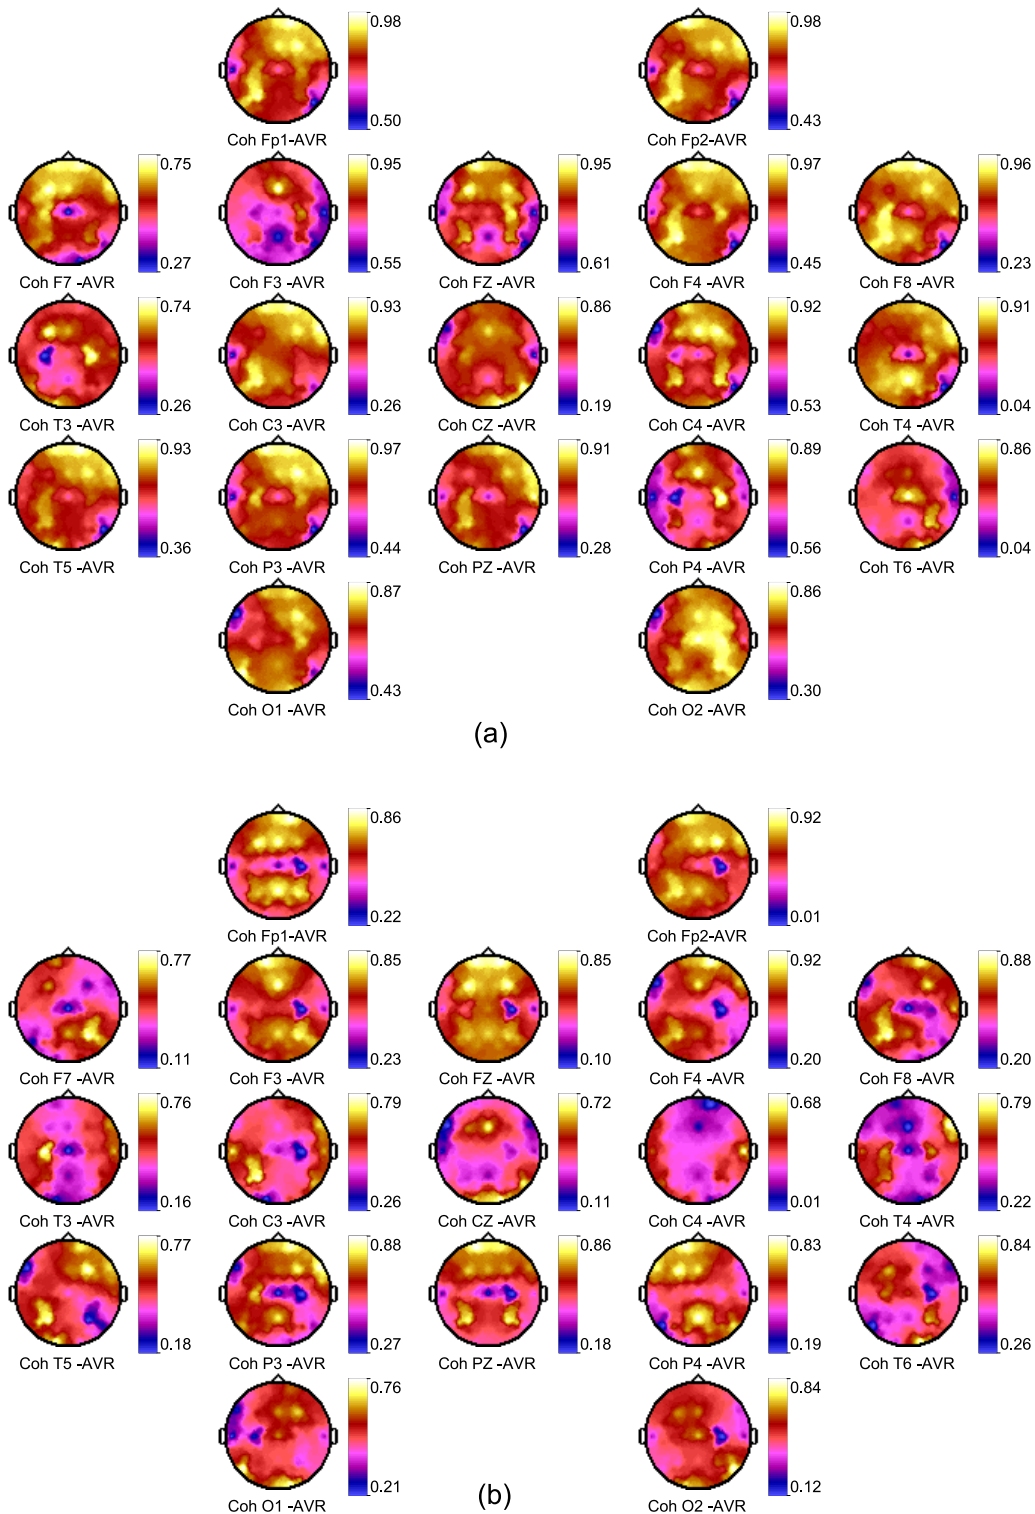 0.98
0.50
Coh Fp1-AVR
0.98
0.43
Coh Fp2-AVR
0.75
0.27
Coh F7 -AVR
0.95
0.55
Coh F3 -AVR
0.95
0.61
Coh FZ -AVR
0.97
0.45
Coh F4 -AVR
0.96
0.23
Coh F8 -AVR
0.74
0.26
Coh T3 -AVR
0.93
0.26
Coh C3 -AVR
0.86
0.19
Coh CZ -AVR
0.92
0.53
Coh C4 -AVR
0.91
0.04
Coh T4 -AVR
0.93
0.36
Coh T5 -AVR
0.97
0.44
Coh P3 -AVR
0.91
0.28
Coh PZ -AVR
0.89
0.56
Coh P4 -AVR
0.86
0.04
Coh T6 -AVR
0.87
0.43
Coh O1 -AVR
0.86
0.30
Coh O2 -AVR
(a)
0.86
0.22
Coh Fp1-AVR
0.92
0.01
Coh Fp2-AVR
0.77
0.11
Coh F7 -AVR
0.85
0.23
Coh F3 -AVR
0.85
0.10
Coh FZ -AVR
0.92
0.20
Coh F4 -AVR
0.88
0.20
Coh F8 -AVR
0.76
0.16
Coh T3 -AVR
0.79
0.26
Coh C3 -AVR
0.72
0.11
Coh CZ -AVR
0.68
0.01
Coh C4 -AVR
0.79
0.22
Coh T4 -AVR
0.77
0.18
Coh T5 -AVR
0.88
0.27
Coh P3 -AVR
0.86
0.18
Coh PZ -AVR
0.83
0.19
Coh P4 -AVR
0.84
0.26
Coh T6 -AVR
0.76
0.21
Coh O1 -AVR
0.84
0.12
Coh O2 -AVR
(b)